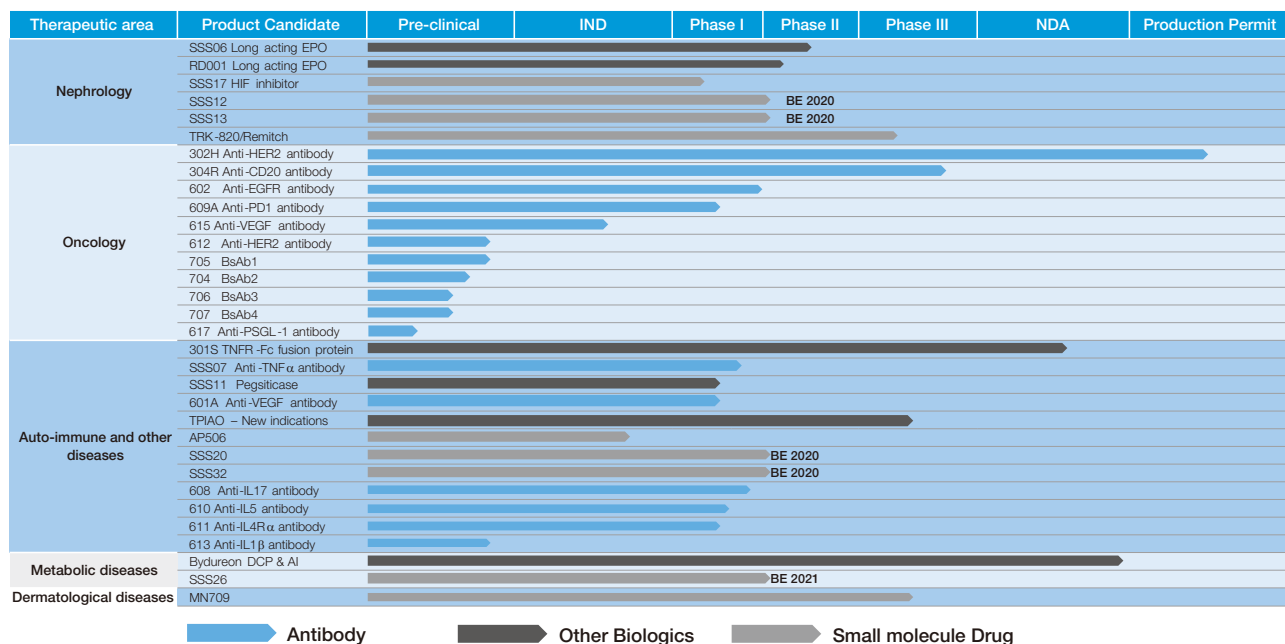 Therapeutic area Product Candidate Pre-clinical IND Phase I Phase II Phase III NDA Production Permit
Nephrology
SSS06 Long acting EPO
RD001 Long acting EPO
SSS17 HIF inhibitor
SSS12 BE 2020
SSS13 BE 2020
TRK-820/Remitch
Oncology
302H Anti-HER2 antibody
304R Anti-CD20 antibody
602 Anti-EGFR antibody
609A Anti-PD1 antibody
615 Anti-VEGF antibody
612 Anti-HER2 antibody
705 BsAb1
704 BsAb2
706 BsAb3
707 BsAb4
617 Anti-PSGL-1 antibody
Auto-immune and other
diseases
301S TNFR-Fc fusion protein
SSS07 Anti-TNFα antibody
SSS11 Pegsiticase
601A Anti-VEGF antibody
TPIAO – New indications
AP506
SSS20 BE 2020
SSS32 BE 2020
608 Anti-IL17 antibody
610 Anti-IL5 antibody
611 Anti-IL4Rα antibody
613 Anti-IL1β antibody
Metabolic diseases
Bydureon DCP & AI
SSS26 BE 2021
Dermatological diseases MN709
Antibody Other Biologics Small molecule Drug